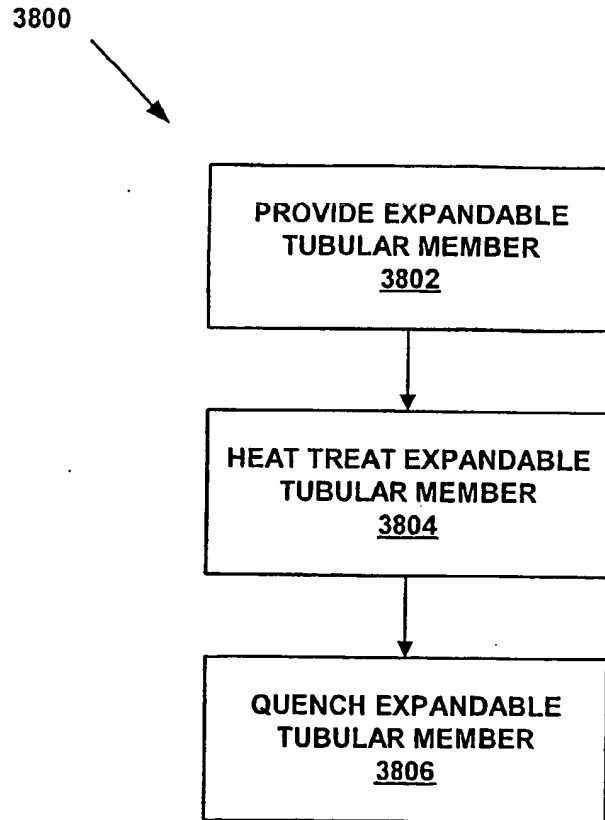 3800
PROVIDE EXPANDABLE
TUBULAR MEMBER
3802
HEAT TREAT EXPANDABLE
TUBULAR MEMBER
3804
QUENCH EXPANDABLE
TUBULAR MEMBER
3806